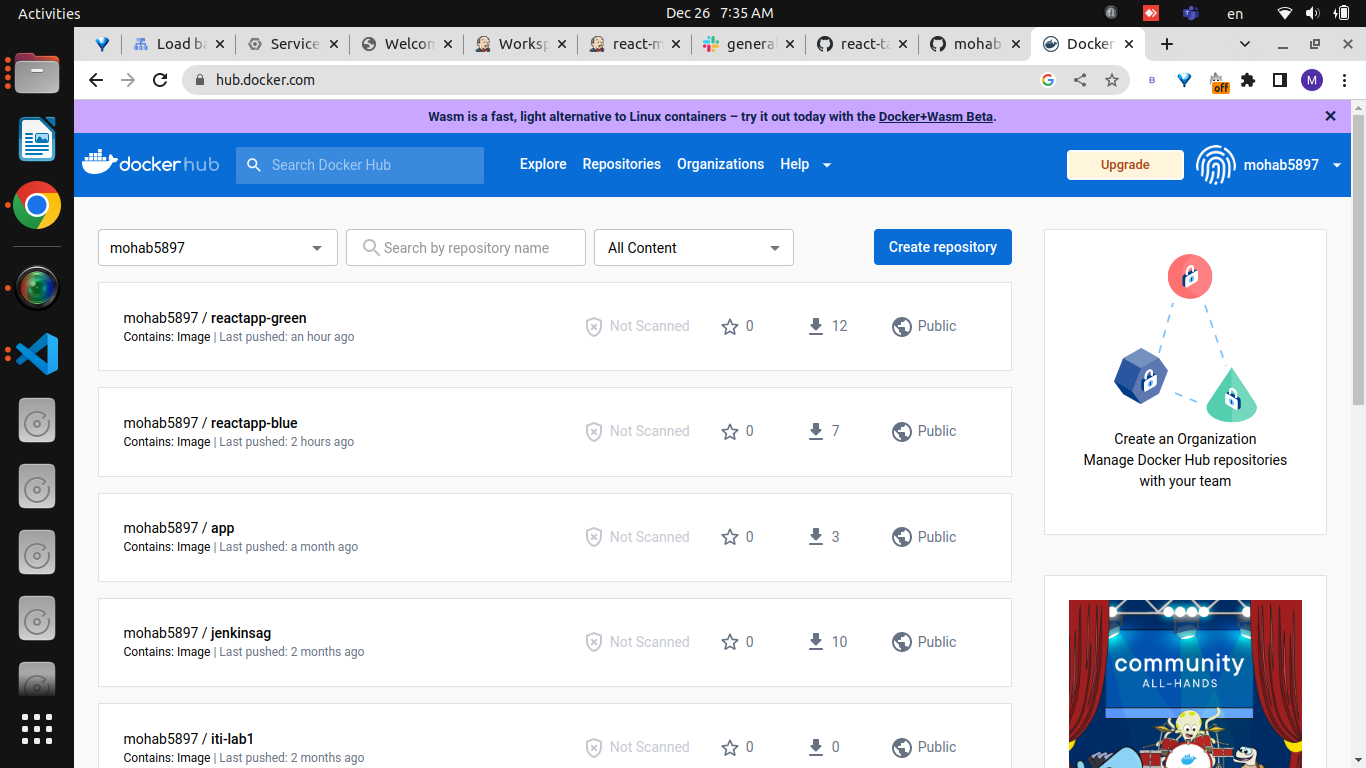 Activities
Dec 26 7:35 AM
en
Load ba
Service
Welcon
Worksp
react-m
general
react-ta
mohab
Docker
hub.docker.com
B
off
M
Wasm is a fast, light alternative to Linux containers – try it out today with the Docker+Wasm Beta.
docker hub
Search Docker Hub
Explore
Repositories
Organizations
Help
Upgrade
mohab5897
mohab5897
Search by repository name
All Content
Create repository
mohab5897 / reactapp-green
Contains: Image | Last pushed: an hour ago
Not Scanned
0
12
Public
mohab5897 / reactapp-blue
Contains: Image | Last pushed: 2 hours ago
Not Scanned
0
7
Public
mohab5897 / app
Contains: Image | Last pushed: a month ago
Not Scanned
0
3
Public
mohab5897 / jenkinsag
Contains: Image | Last pushed: 2 months ago
Not Scanned
0
10
Public
mohab5897 / iti-lab1
Contains: Image | Last pushed: 2 months ago
Not Scanned
0
0
Public
Create an Organization
Manage Docker Hub repositories
with your team
community
ALL-HANDS